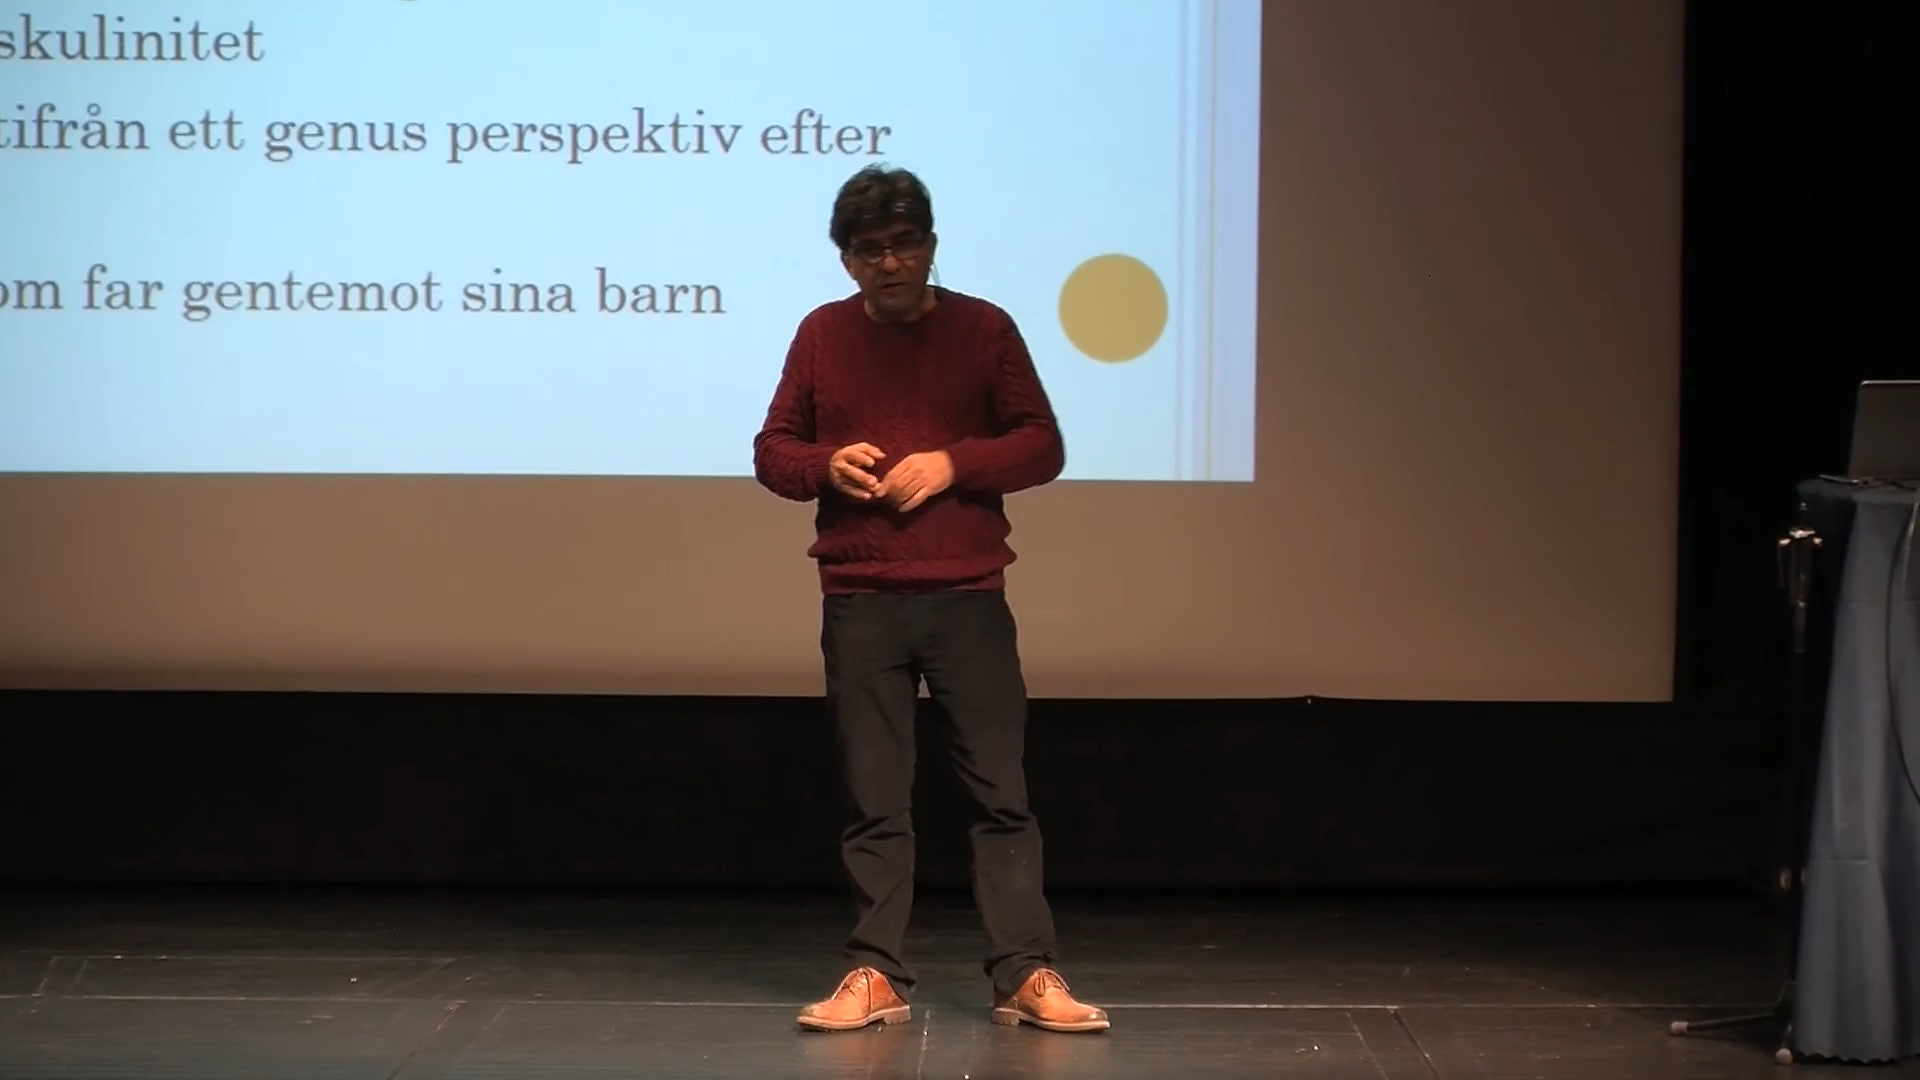 skulinitet
tifrån ett genus perspektiv efter
om far gentemot sina barn